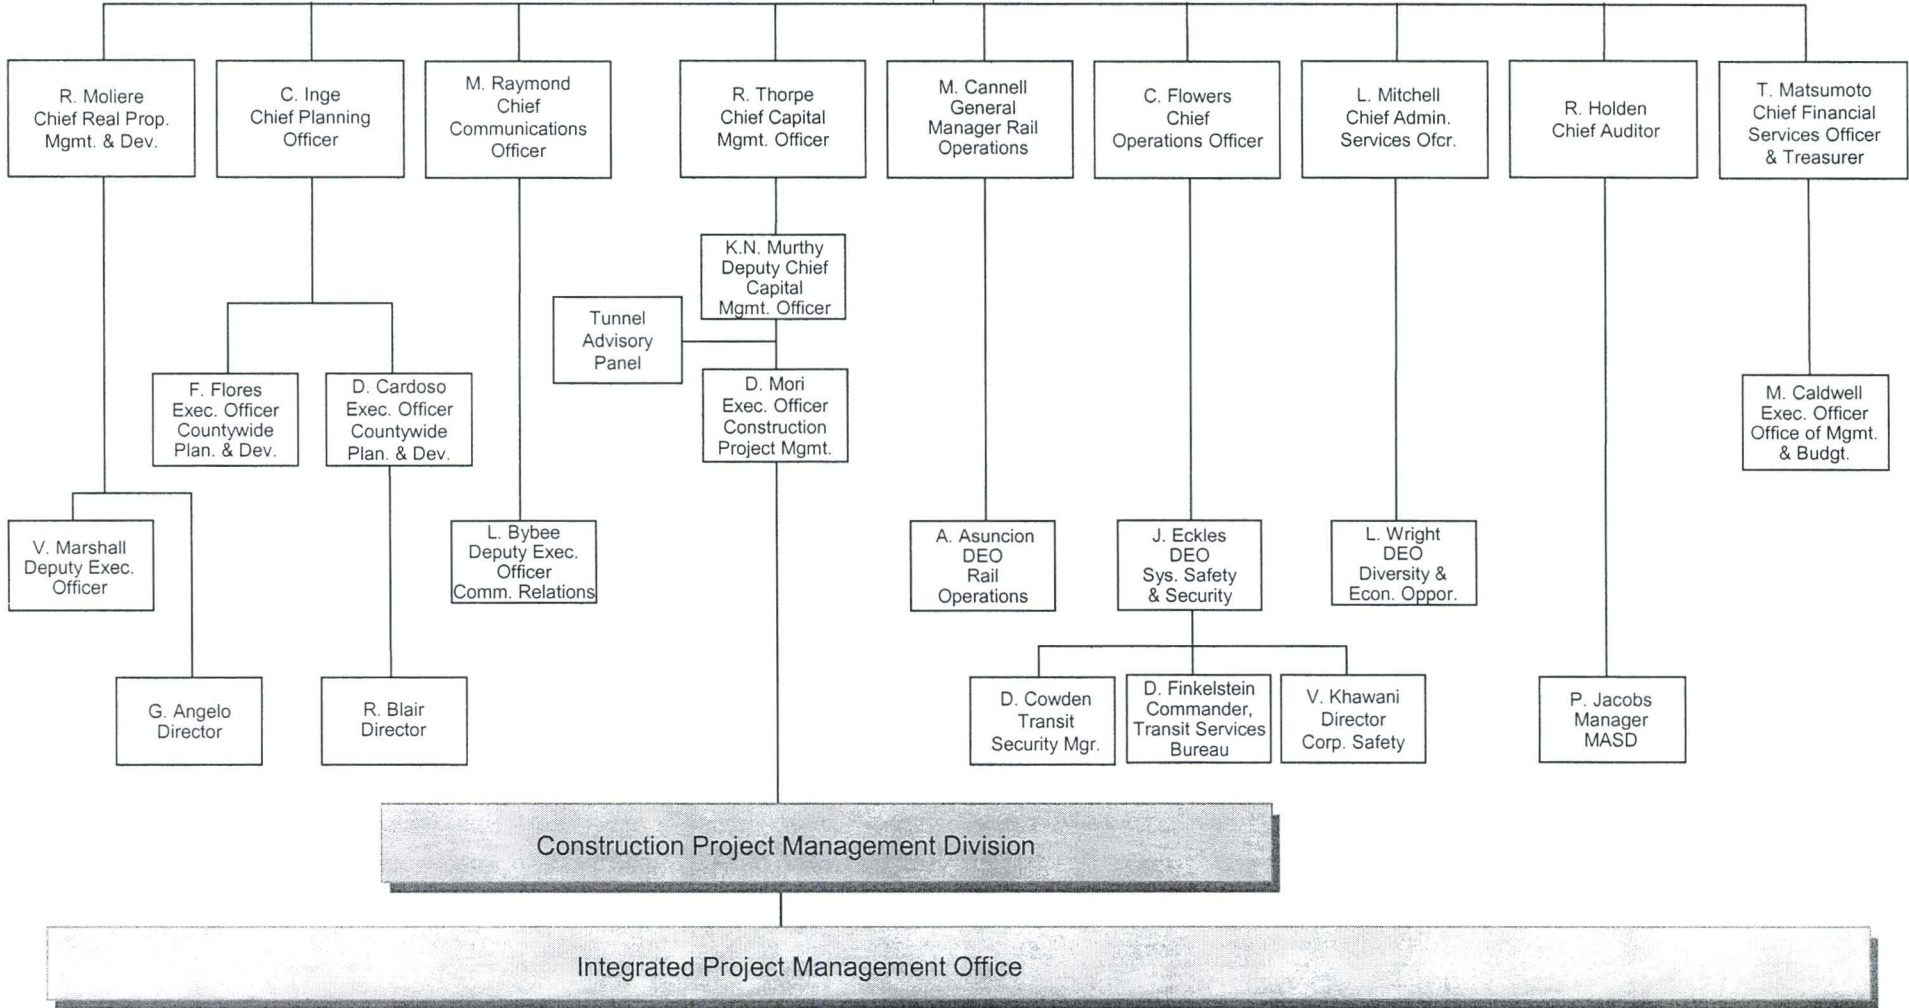 R. Moliere
Chief Real Prop.
Mgmt. & Dev.
C. Inge
Chief Planning
Officer
M. Raymond
Chief
Communications
Officer
R. Thorpe
Chief Capital
Mgmt. Officer
M. Cannell
General
Manager Rail
Operations
C. Flowers
Chief
Operations Officer
L. Mitchell
Chief Admin.
Services Ofcr.
R. Holden
Chief Auditor
T. Matsumoto
Chief Financial
Services Officer
& Treasurer
K.N. Murthy
Deputy Chief
Capital
Mgmt. Officer
Tunnel
Advisory
Panel
F. Flores
Exec. Officer
Countywide
Plan. & Dev.
D. Cardoso
Exec. Officer
Countywide
Plan. & Dev.
D. Mori
Exec. Officer
Construction
Project Mgmt.
M. Caldwell
Exec. Officer
Office of Mgmt.
& Budgt.
V. Marshall
Deputy Exec.
Officer
L. Bybee
Deputy Exec.
Officer
Comm. Relations
A. Asuncion
DEO
Rail
Operations
J. Eckles
DEO
Sys. Safety
& Security
L. Wright
DEO
Diversity &
Econ. Oppor.
G. Angelo
Director
R. Blair
Director
D. Cowden
Transit
Security Mgr.
D. Finkelstein
Commander,
Transit Services
Bureau
V. Khawani
Director
Corp. Safety
P. Jacobs
Manager
MASD
Construction Project Management Division
Integrated Project Management Office